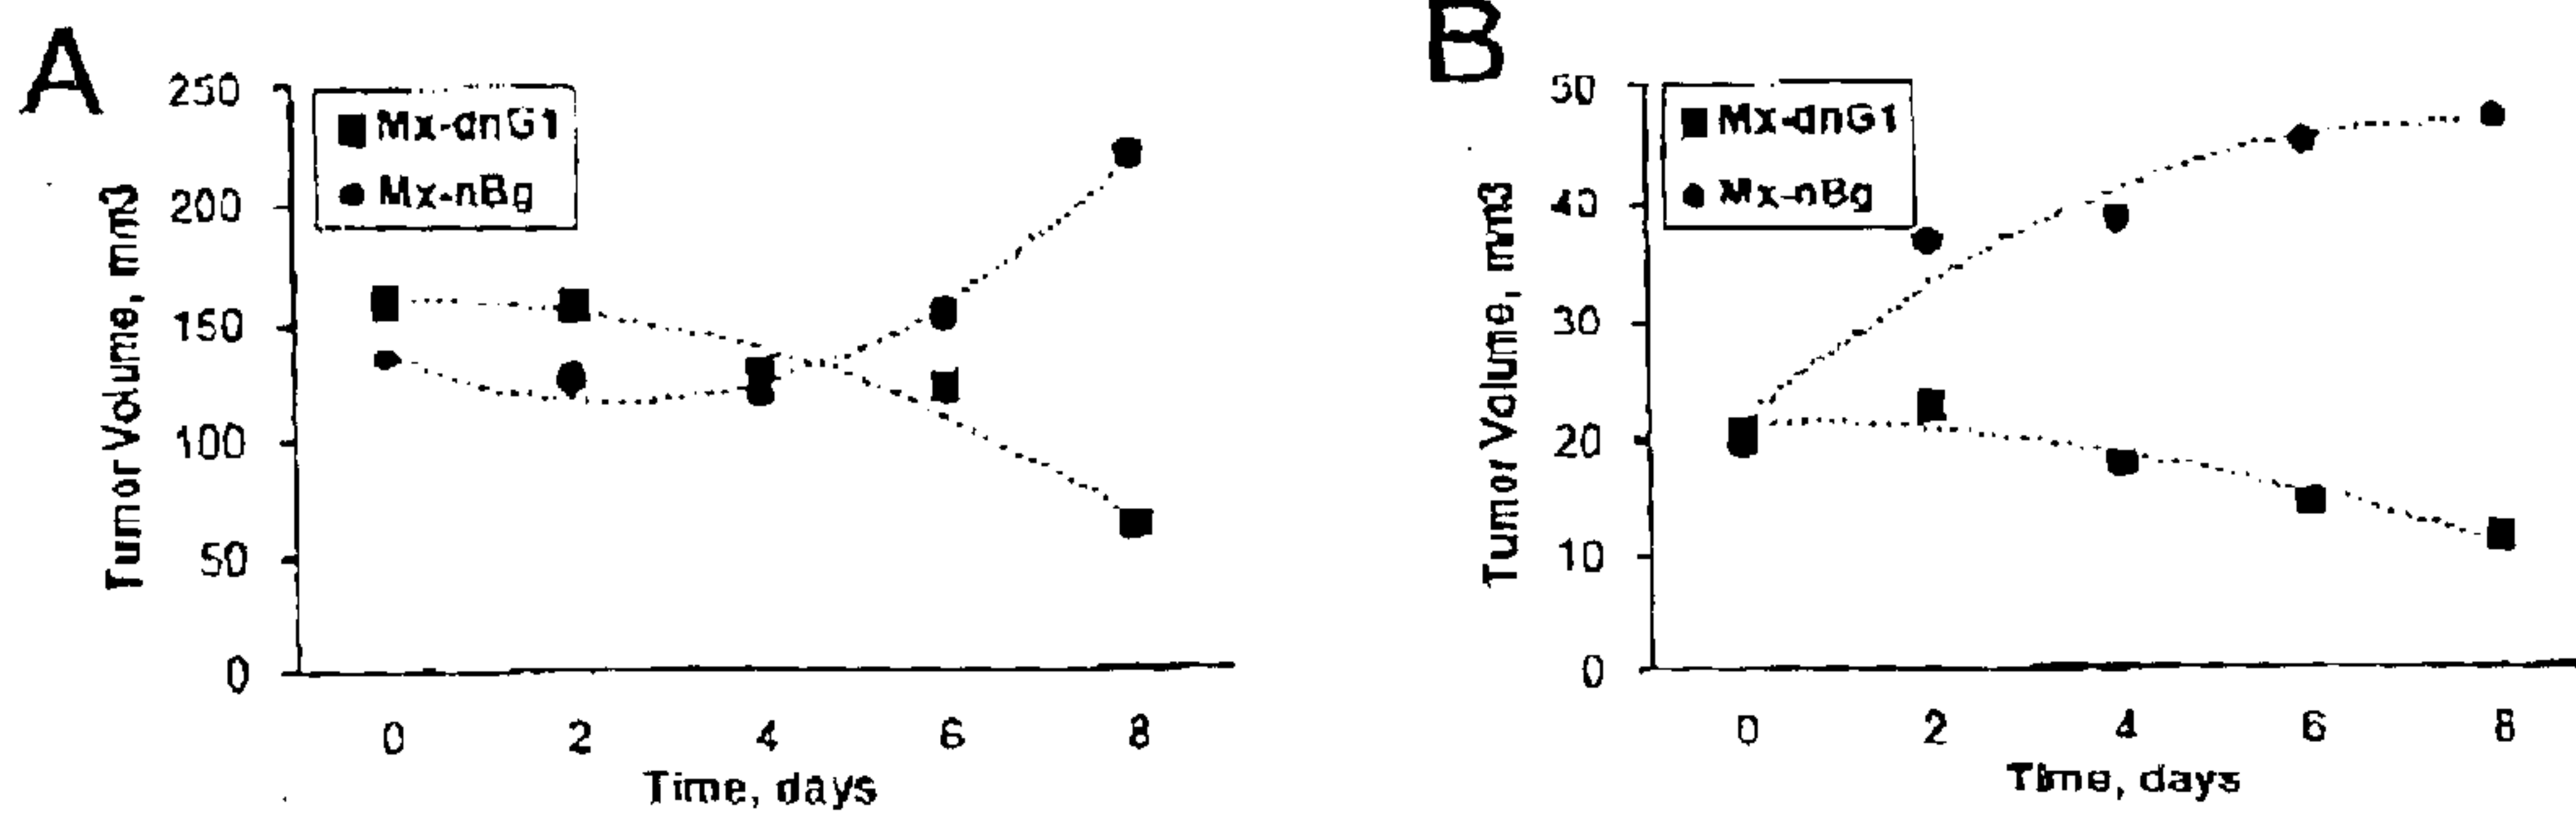 A
250
200
150
100
50
0
Tumor Volume, mm3
Mx-dnG1
Mx-nBg
0 2 4 6 8
Time, days
B
50
40
30
20
10
0
Tumor Volume, mm3
Mx-dnG1
Mx-nBg
0 2 4 6 8
Time, days